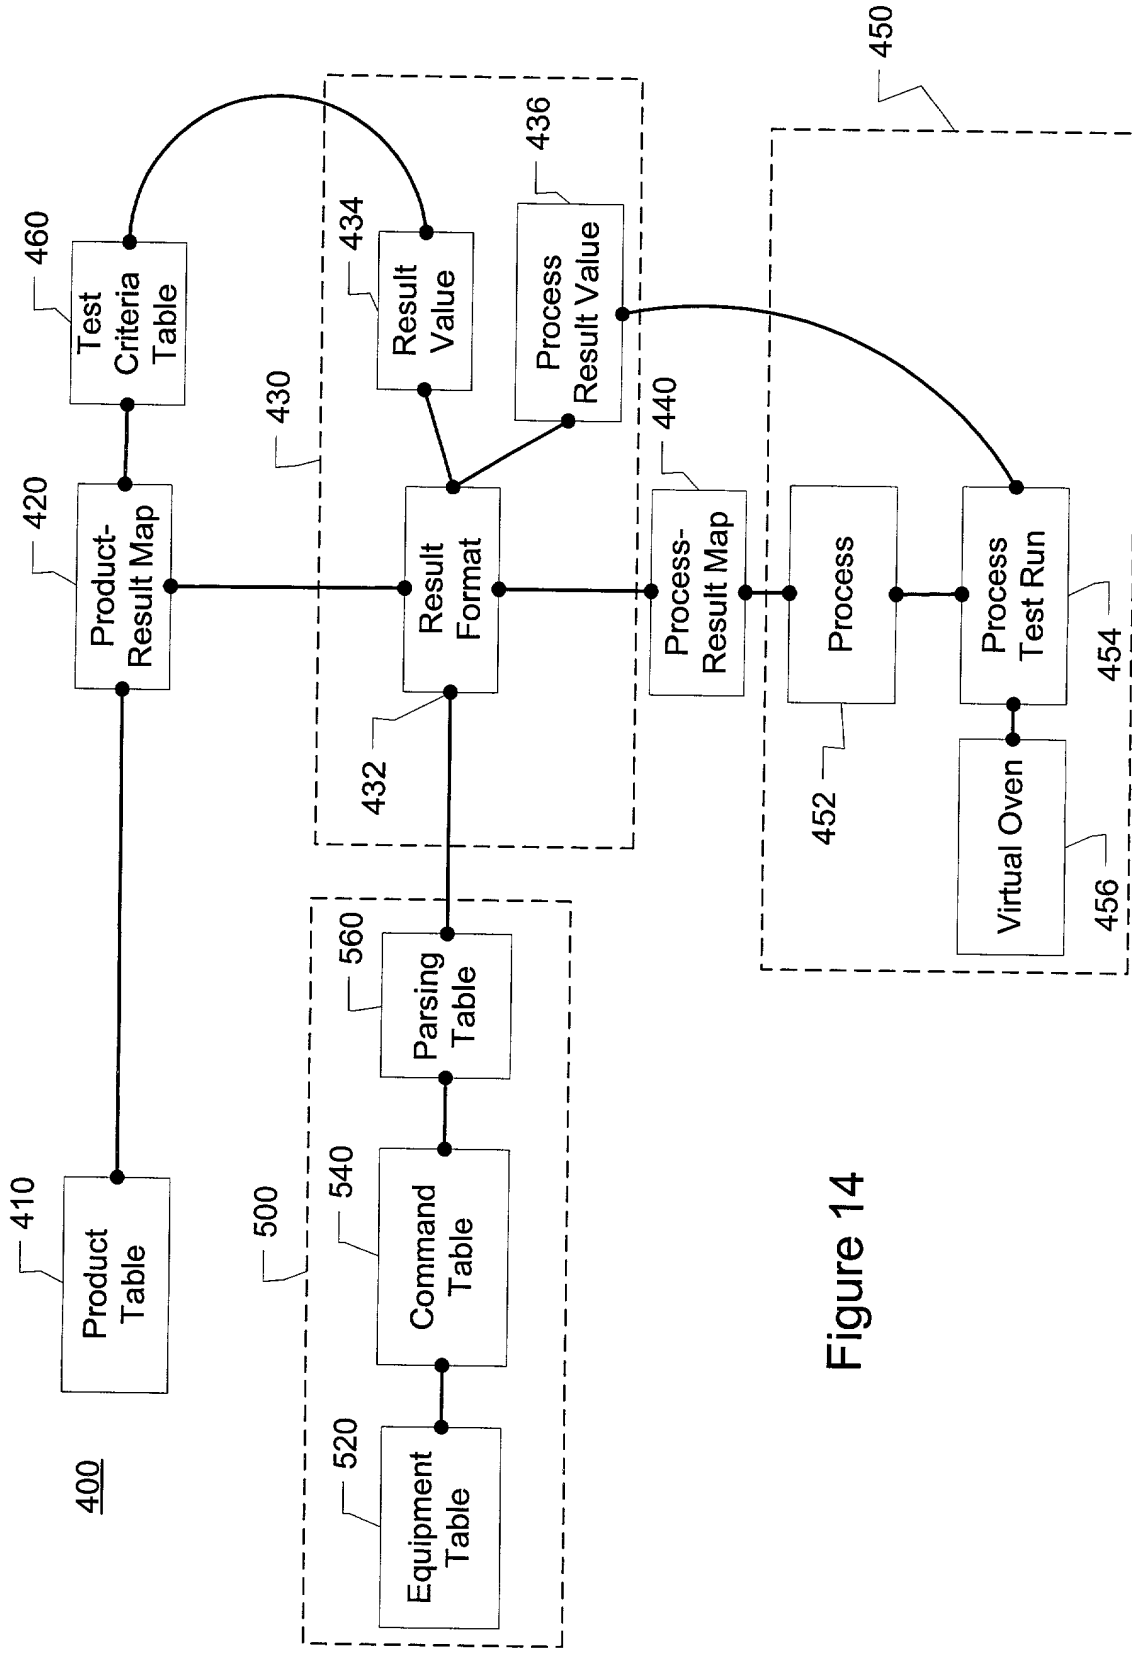 400
410
Product
Table
420
Product-
Result Map
460
Test
Criteria
Table
500
520
Equipment
Table
540
Command
Table
560
Parsing
Table
430
432
Result
Format
434
Result
Value
436
Process
Result Value
440
Process-
Result Map
450
452
Process
454
Process
Test Run
456
Virtual Oven
Figure 14